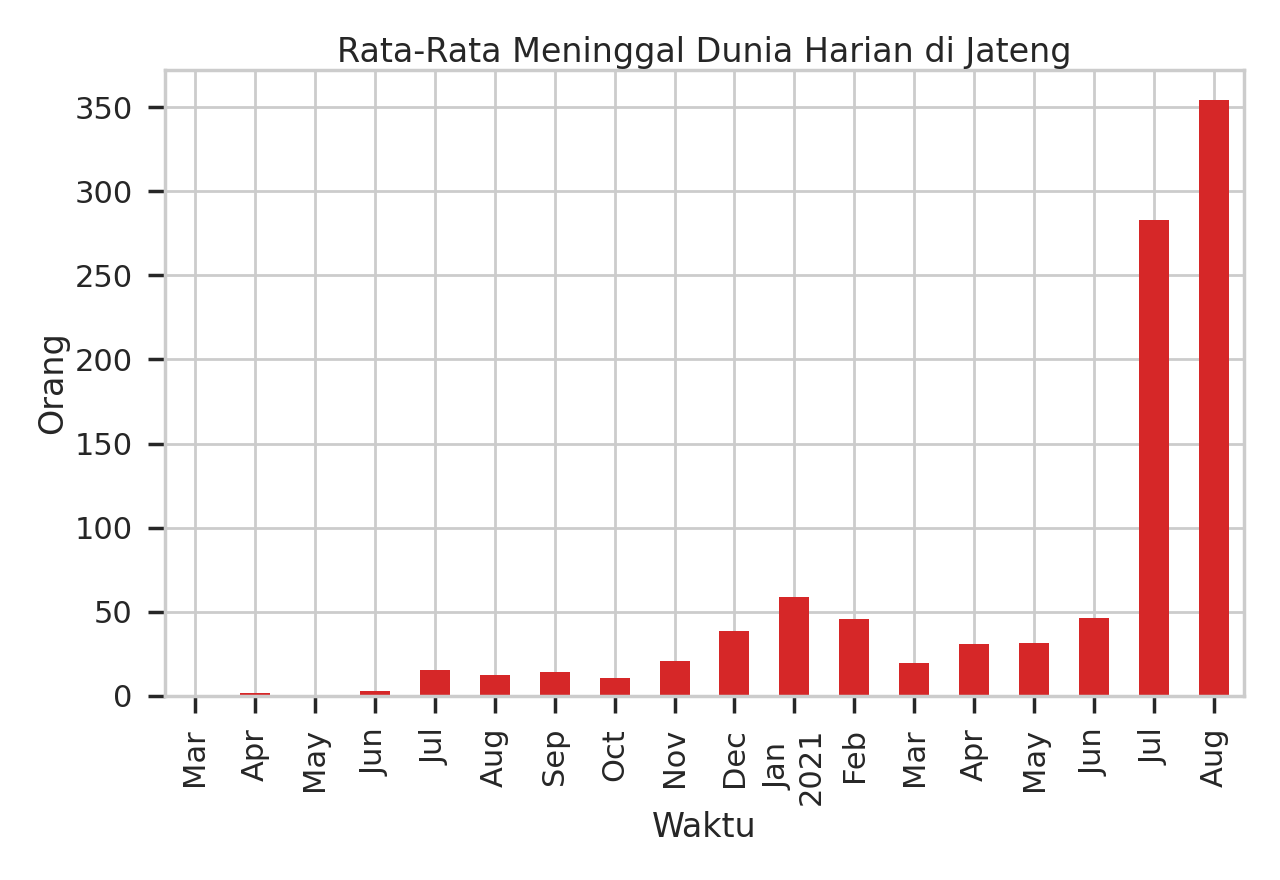 Rata-Rata Meninggal Dunia Harian di Jateng
350
300
250
200
150
100
50
0
Orang
Mar
Apr
May
Jun
Jul
Aug
Sep
Oct
Nov
Dec
Jan
2021
Feb
Mar
Apr
May
Jun
Jul
Aug
Waktu